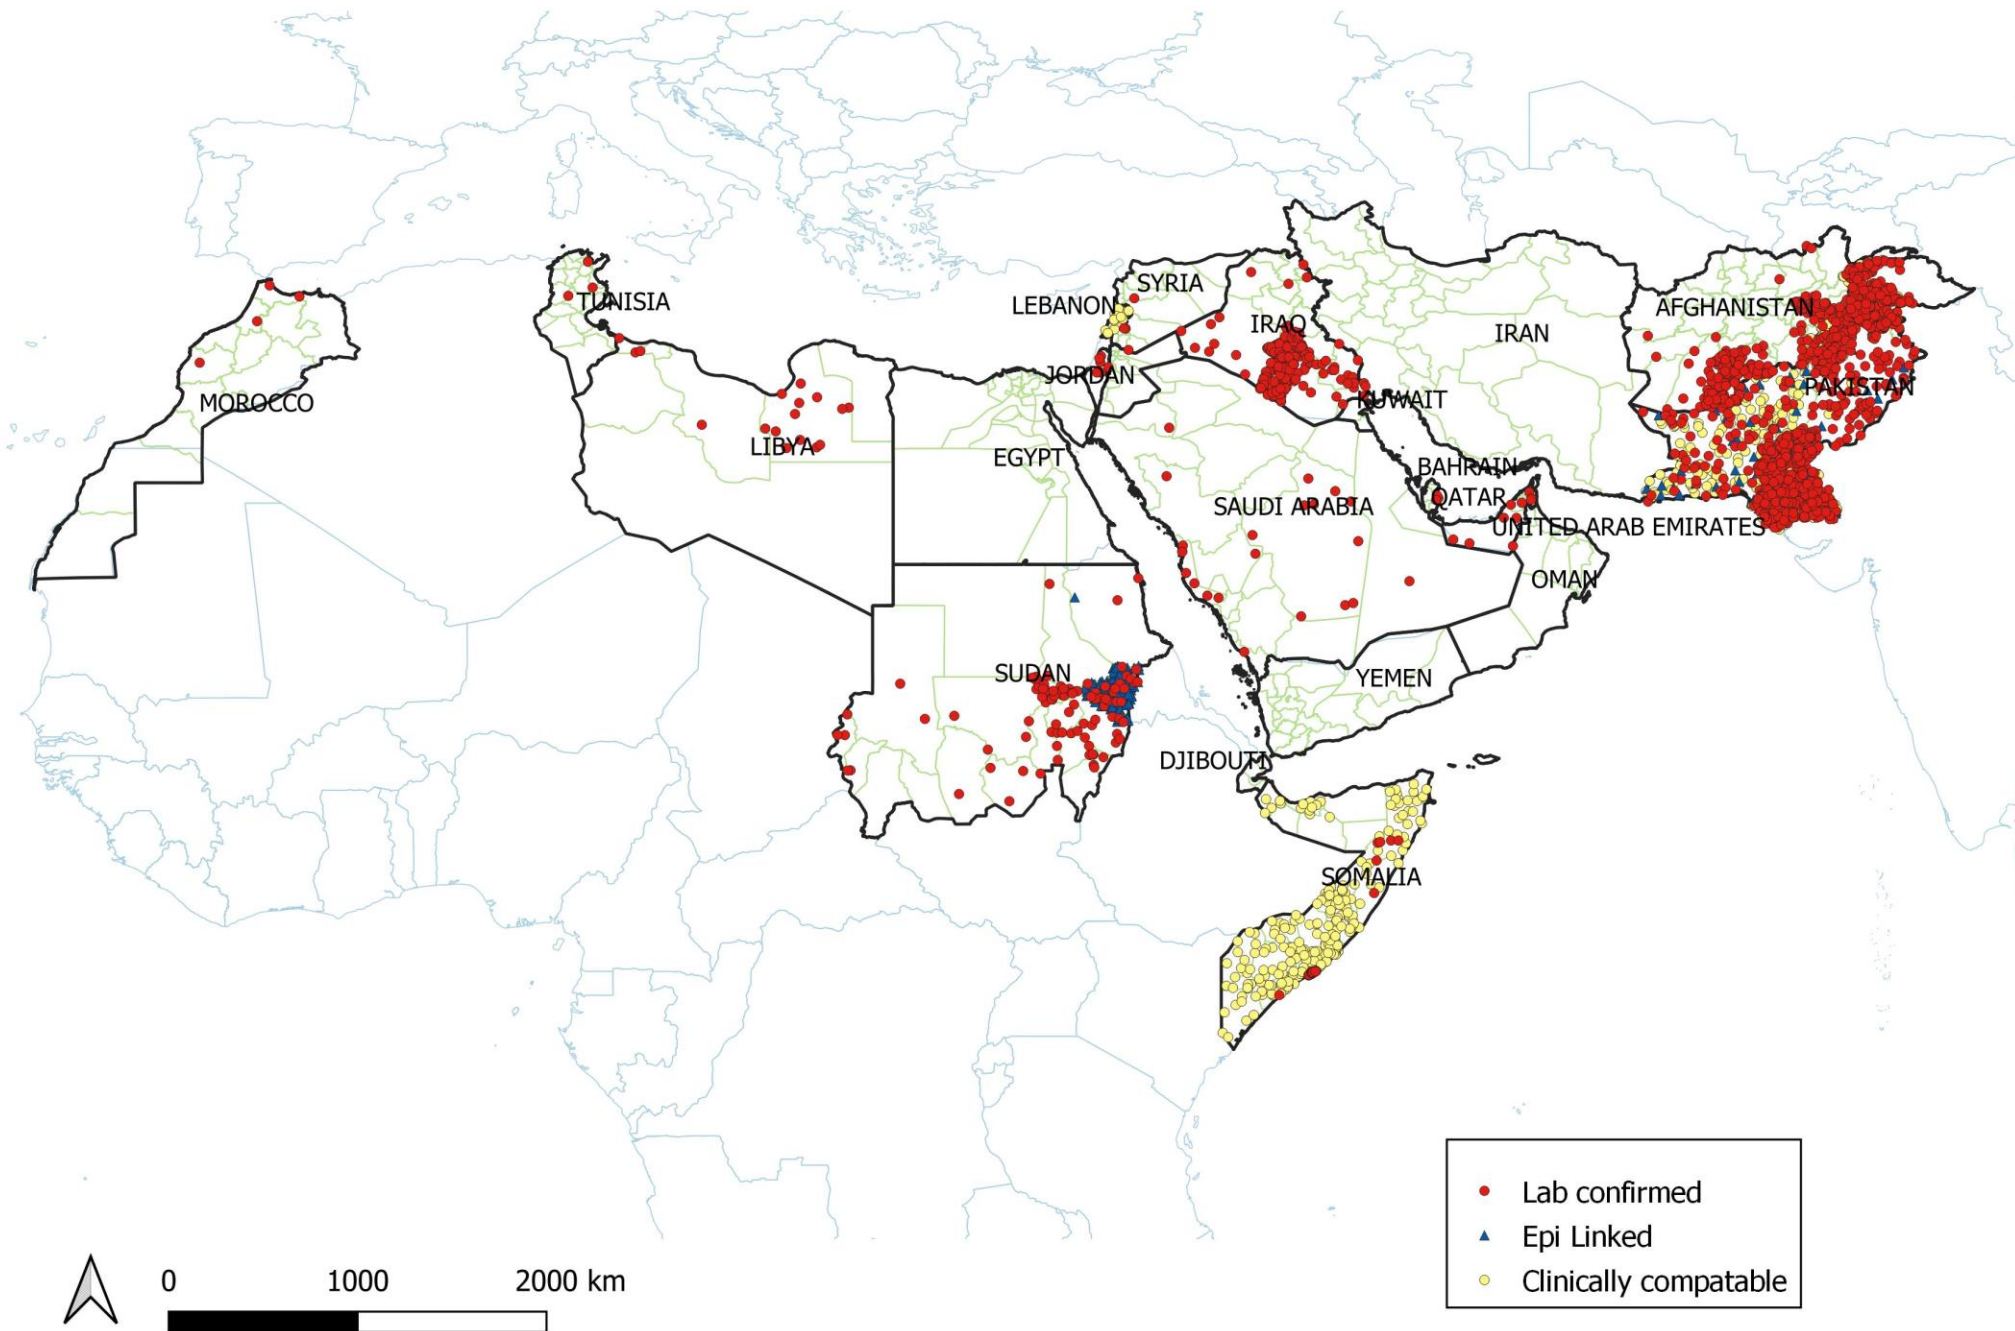 SYRIA
LEBANON
TUNISIA
AFGHANISTAN
IRAQ
IRAN
JORDAN
PAKISTAN
MOROCCO
KUWAIT
LIBYA
EGYPT
BAHRAIN
QATAR
SAUDI ARABIA
UNITED ARAB EMIRATES
OMAN
SUDAN
YEMEN
DJIBOUTI
SOMALIA
Lab confirmed
Epi Linked
Clinically compatable
0 1000 2000 km